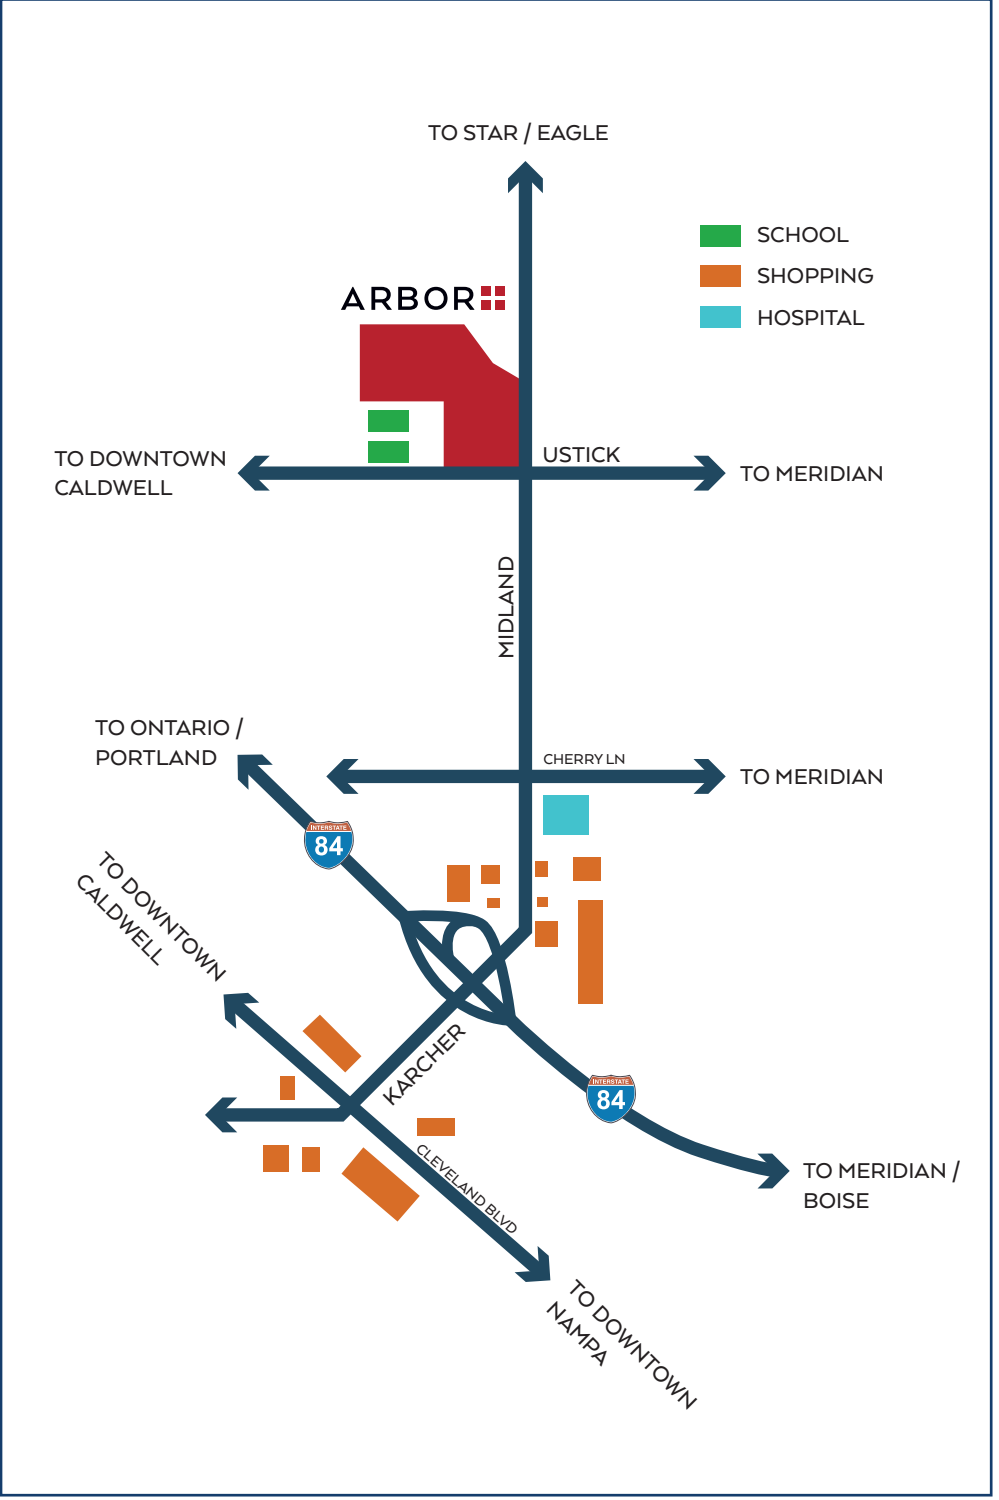 TO STAR / EAGLE
SCHOOL
SHOPPING
HOSPITAL
ARBOR
USTICK
TO DOWNTOWN
CALDWELL
TO MERIDIAN
MIDLAND
TO ONTARIO /
PORTLAND
CHERRY LN
TO MERIDIAN
INTERSTATE
84
TO DOWNTOWN
CALDWELL
KARCHER
INTERSTATE
84
CLEVELAND BLVD
TO MERIDIAN /
BOISE
TO DOWNTOWN
NAMPA